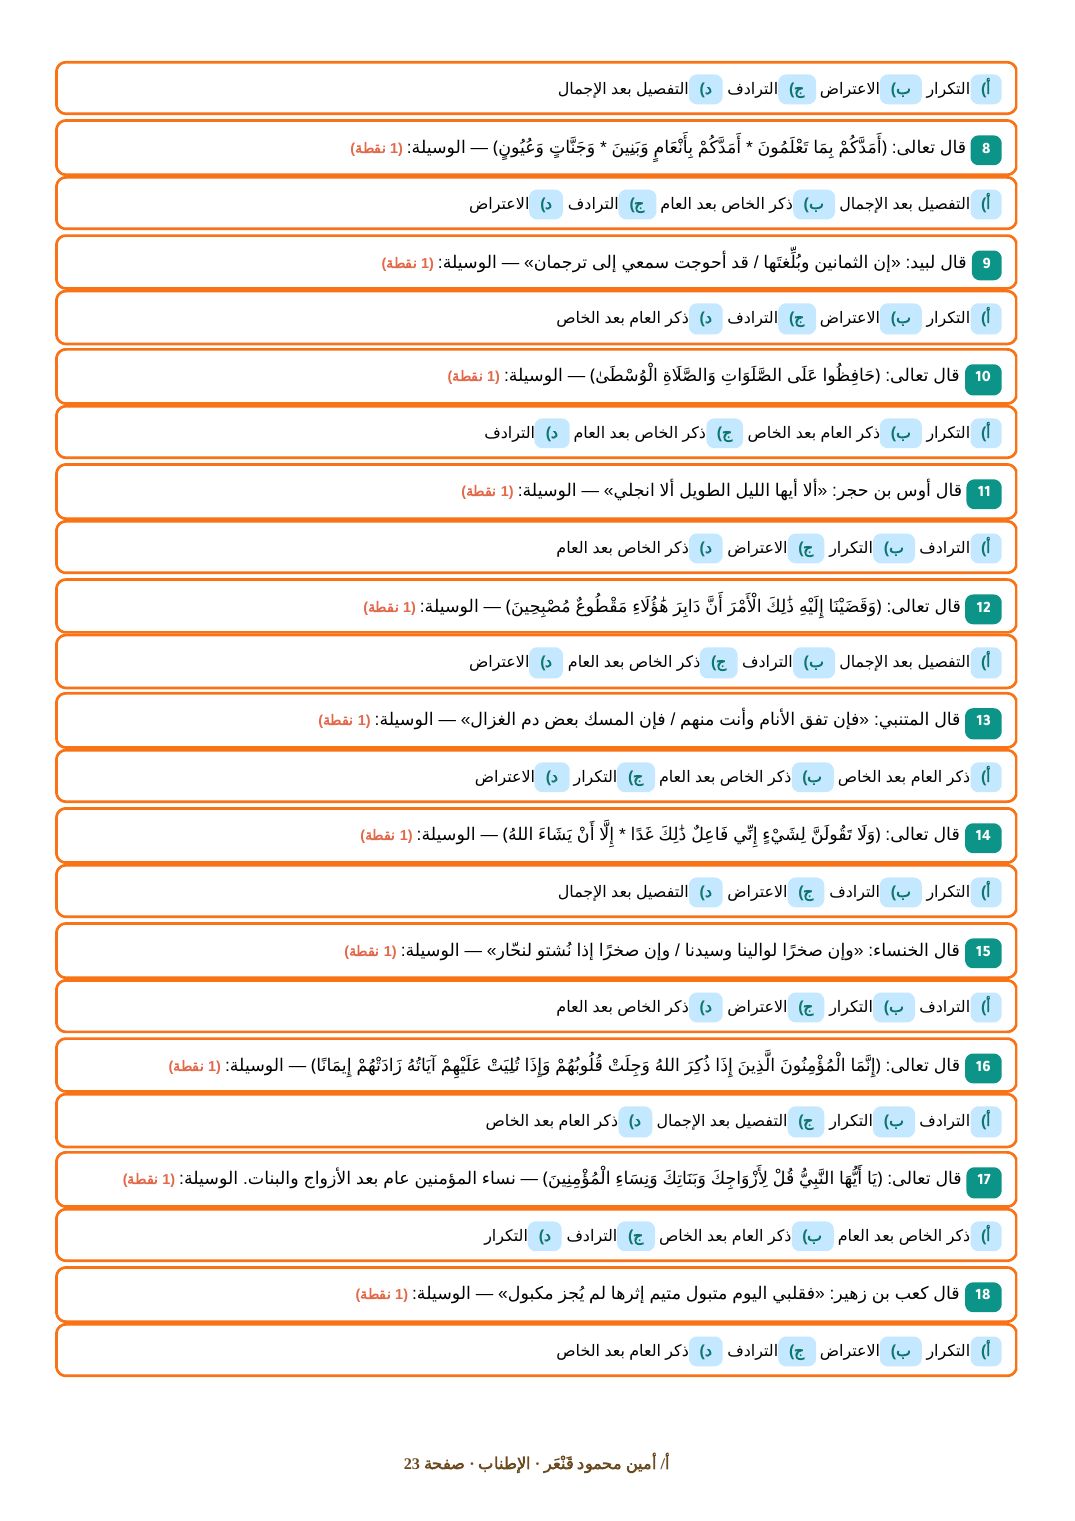 أ) التكرار ب) الاعتراض ج) الترادف د) التفصيل بعد الإجمال
8 قال تعالى: (أَمَدَّكُمْ بِمَا تَعْلَمُونَ * أَمَدَّكُمْ بِأَنْعَامٍ وَبَنِينَ * وَجَنَّاتٍ وَعُيُونٍ) — الوسيلة: (1 نقطة)
أ) التفصيل بعد الإجمال ب) ذكر الخاص بعد العام ج) الترادف د) الاعتراض
9 قال لبيد: «إن الثمانين وبُلِّغتَها / قد أحوجت سمعي إلى ترجمان» — الوسيلة: (1 نقطة)
أ) التكرار ب) الاعتراض ج) الترادف د) ذكر العام بعد الخاص
10 قال تعالى: (حَافِظُوا عَلَى الصَّلَوَاتِ وَالصَّلَاةِ الْوُسْطَىٰ) — الوسيلة: (1 نقطة)
أ) التكرار ب) ذكر العام بعد الخاص ج) ذكر الخاص بعد العام د) الترادف
11 قال أوس بن حجر: «ألا أيها الليل الطويل ألا انجلي» — الوسيلة: (1 نقطة)
أ) الترادف ب) التكرار ج) الاعتراض د) ذكر الخاص بعد العام
12 قال تعالى: (وَقَضَيْنَا إِلَيْهِ ذَٰلِكَ الْأَمْرَ أَنَّ دَابِرَ هَٰؤُلَاءِ مَقْطُوعٌ مُصْبِحِينَ) — الوسيلة: (1 نقطة)
أ) التفصيل بعد الإجمال ب) الترادف ج) ذكر الخاص بعد العام د) الاعتراض
13 قال المتنبي: «فإن تفق الأنام وأنت منهم / فإن المسك بعض دم الغزال» — الوسيلة: (1 نقطة)
أ) ذكر العام بعد الخاص ب) ذكر الخاص بعد العام ج) التكرار د) الاعتراض
14 قال تعالى: (وَلَا تَقُولَنَّ لِشَيْءٍ إِنِّي فَاعِلٌ ذَٰلِكَ غَدًا * إِلَّا أَنْ يَشَاءَ اللهُ) — الوسيلة: (1 نقطة)
أ) التكرار ب) الترادف ج) الاعتراض د) التفصيل بعد الإجمال
15 قال الخنساء: «وإن صخرًا لوالينا وسيدنا / وإن صخرًا إذا نُشتو لنحّار» — الوسيلة: (1 نقطة)
أ) الترادف ب) التكرار ج) الاعتراض د) ذكر الخاص بعد العام
16 قال تعالى: (إِنَّمَا الْمُؤْمِنُونَ الَّذِينَ إِذَا ذُكِرَ اللهُ وَجِلَتْ قُلُوبُهُمْ وَإِذَا تُلِيَتْ عَلَيْهِمْ آيَاتُهُ زَادَتْهُمْ إِيمَانًا) — الوسيلة: (1 نقطة)
أ) الترادف ب) التكرار ج) التفصيل بعد الإجمال د) ذكر العام بعد الخاص
17 قال تعالى: (يَا أَيُّهَا النَّبِيُّ قُلْ لِأَزْوَاجِكَ وَبَنَاتِكَ وَنِسَاءِ الْمُؤْمِنِينَ) — نساء المؤمنين عام بعد الأزواج والبنات. الوسيلة: (1 نقطة)
أ) ذكر الخاص بعد العام ب) ذكر العام بعد الخاص ج) الترادف د) التكرار
18 قال كعب بن زهير: «فقلبي اليوم متبول متيم إثرها لم يُجز مكبول» — الوسيلة: (1 نقطة)
أ) التكرار ب) الاعتراض ج) الترادف د) ذكر العام بعد الخاص
أ/ أمين محمود قَنْعَر · الإطناب · صفحة 23